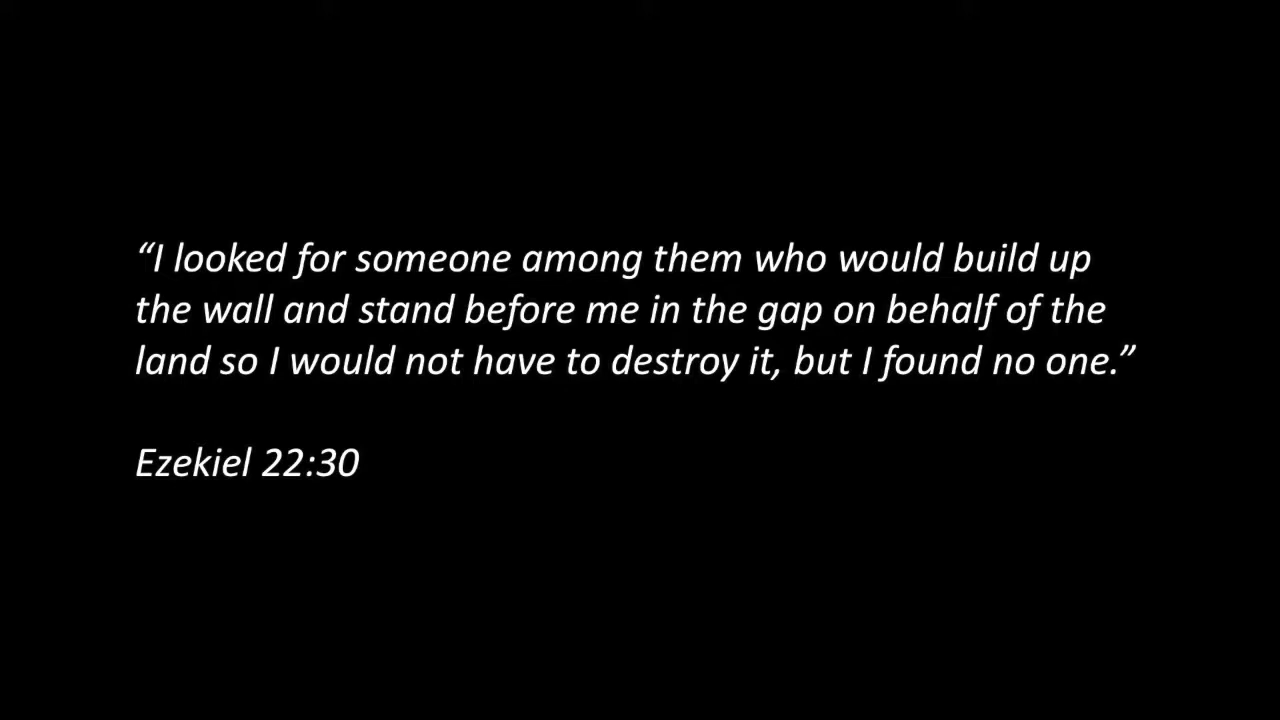 “I looked for someone among them who would build up
the wall and stand before me in the gap on behalf of the
land so I would not have to destroy it, but I found no one.”
Ezekiel 22:30